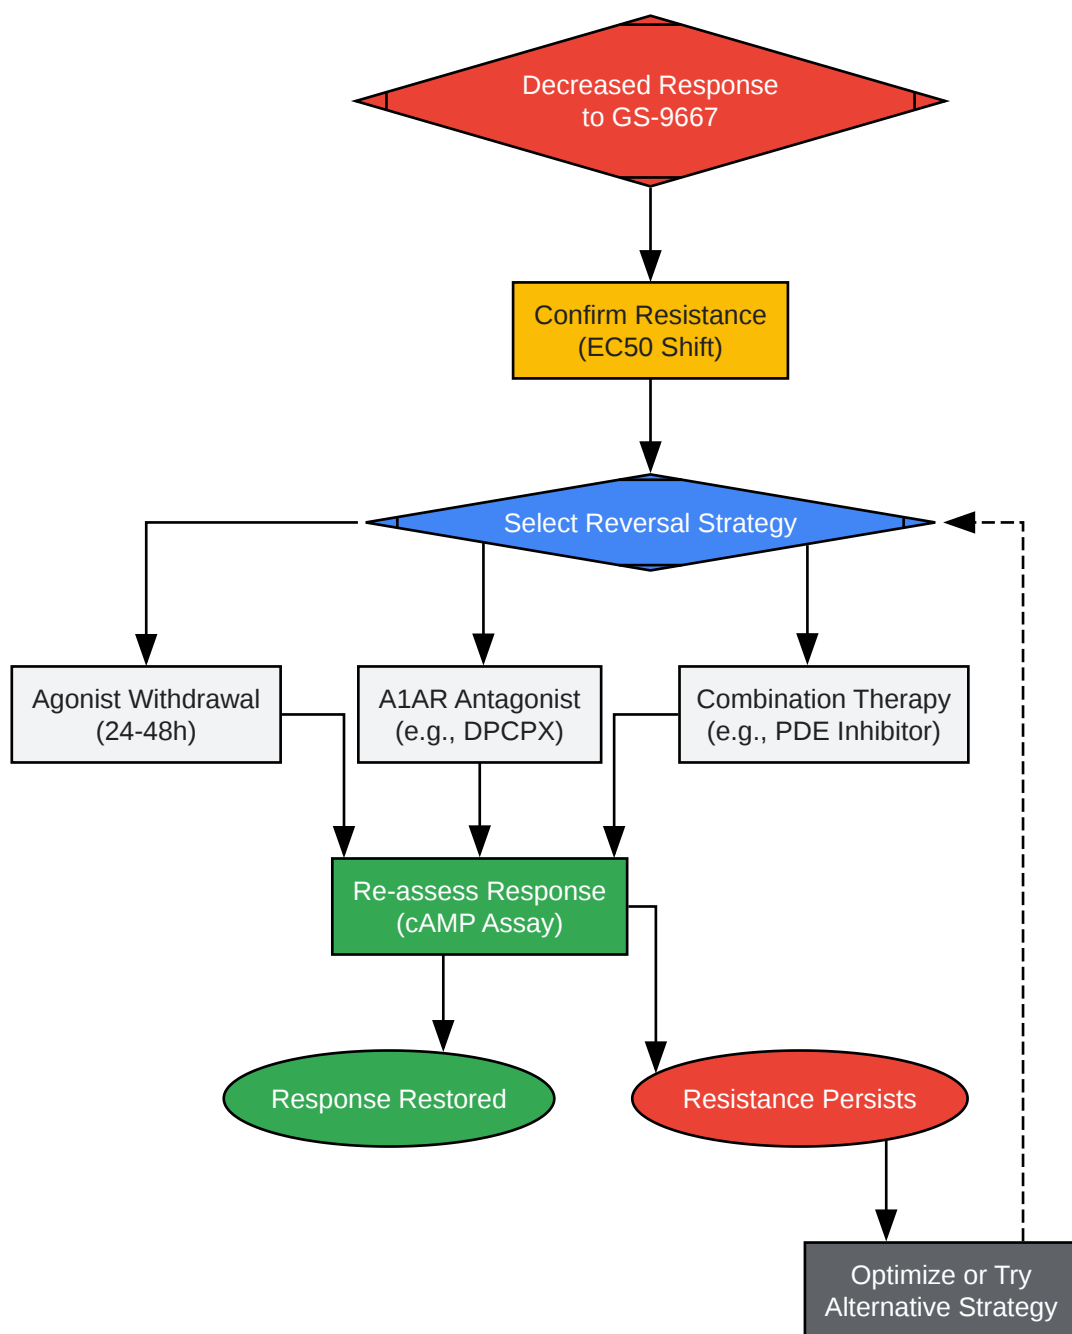 Decreased Response
to GS-9667
Confirm Resistance
(EC50 Shift)
Select Reversal Strategy
Agonist Withdrawal
(24-48h)
A1AR Antagonist
(e.g., DPCPX)
Combination Therapy
(e.g., PDE Inhibitor)
Re-assess Response
(cAMP Assay)
Response Restored
Resistance Persists
Optimize or Try
Alternative Strategy